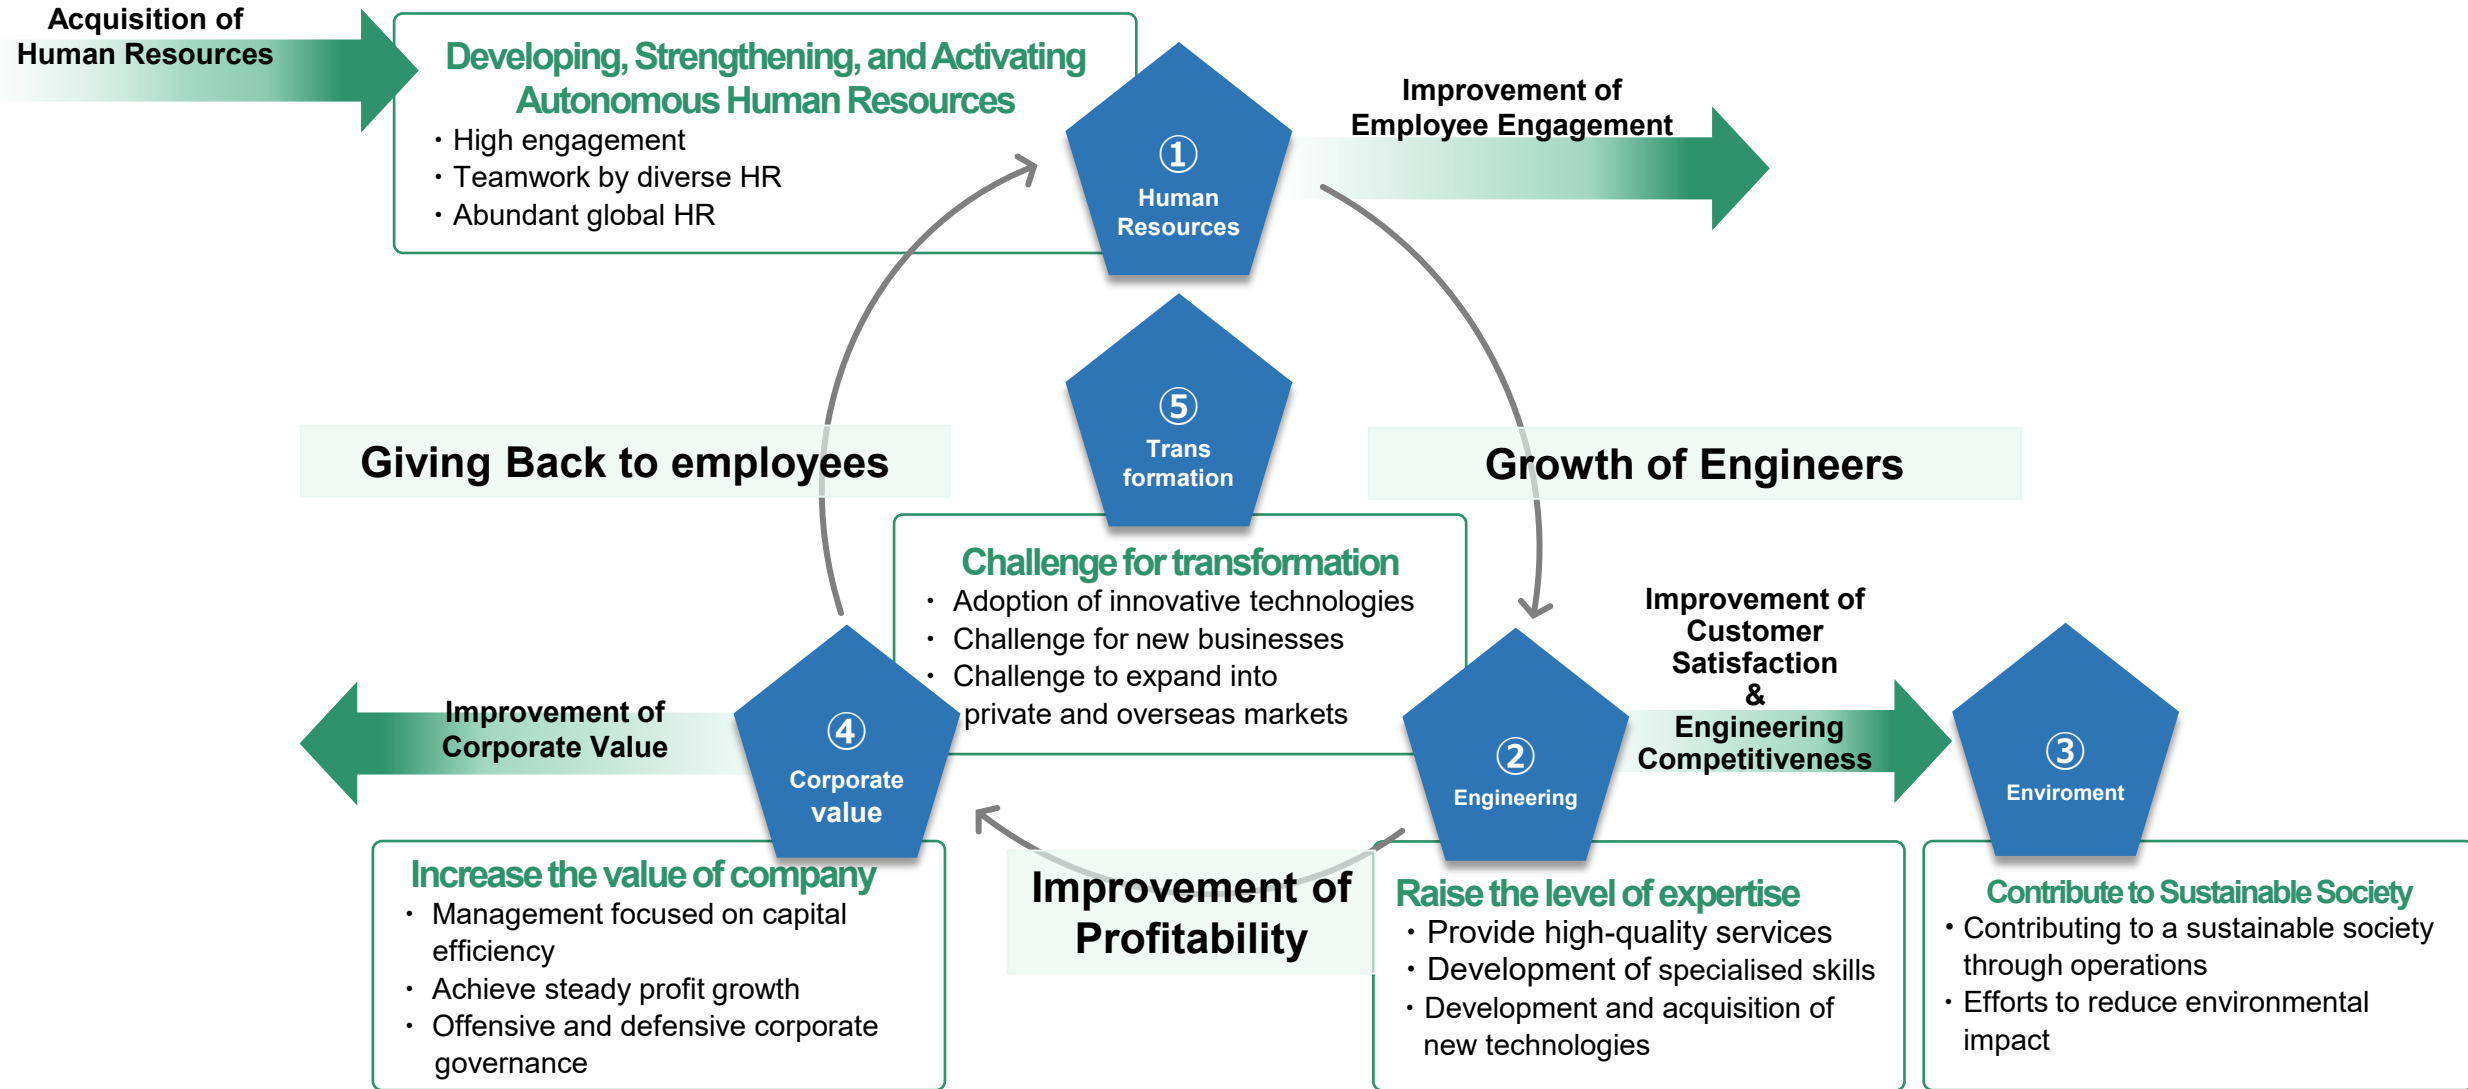 Acquisition of
Human Resources
Developing, Strengthening, and Activating
Autonomous Human Resources
・High engagement
・Teamwork by diverse HR
・Abundant global HR
①
Human
Resources
Improvement of
Employee Engagement
⑤
Trans
formation
Giving Back to employees
Growth of Engineers
Challenge for transformation
・ Adoption of innovative technologies
・ Challenge for new businesses
・ Challenge to expand into
private and overseas markets
Improvement of
Corporate Value
④
Corporate
value
②
Engineering
Improvement of
Customer
Satisfaction
&
Engineering
Competitiveness
③
Enviroment
Increase the value of company
・ Management focused on capital
efficiency
・ Achieve steady profit growth
・ Offensive and defensive corporate
governance
Improvement of
Profitability
Raise the level of expertise
・Provide high-quality services
・Development of specialised skills
・Development and acquisition of
new technologies
Contribute to Sustainable Society
・Contributing to a sustainable society
through operations
・Efforts to reduce environmental
impact